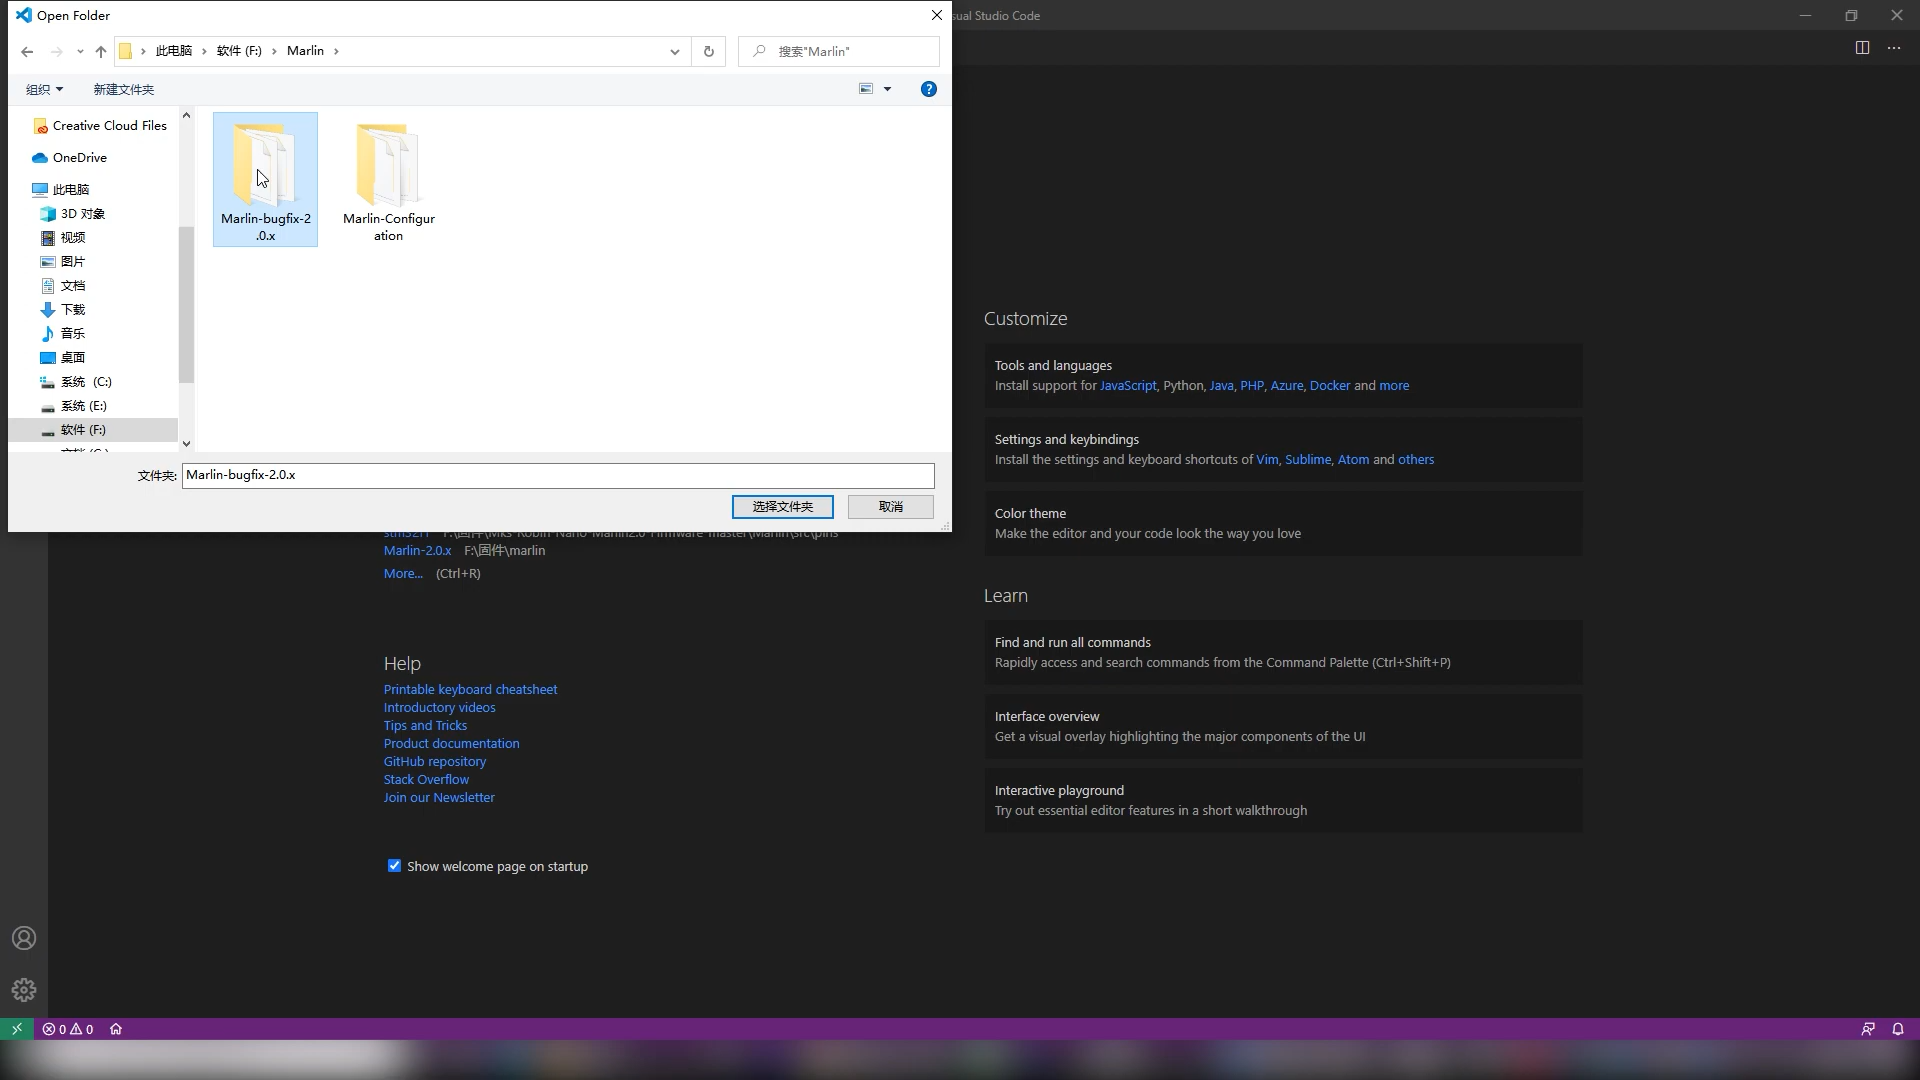 Open Folder
sual Studio Code
此电脑
软件 (F:)
Marlin
搜索"Marlin"
组织
新建文件夹
Creative Cloud Files
OneDrive
此电脑
3D 对象
视频
图片
文档
下载
音乐
桌面
系统 (C:)
系统 (E:)
软件 (F:)
Marlin-bugfix-2
.0.x
Marlin-Configur
ation
文件夹:
Marlin-bugfix-2.0.x
选择文件夹
取消
Marlin-2.0.x F:\固件\marlin
More... (Ctrl+R)
Help
Printable keyboard cheatsheet
Introductory videos
Tips and Tricks
Product documentation
GitHub repository
Stack Overflow
Join our Newsletter
Show welcome page on startup
Customize
Tools and languages
Install support for JavaScript, Python, Java, PHP, Azure, Docker and more
Settings and keybindings
Install the settings and keyboard shortcuts of Vim, Sublime, Atom and others
Color theme
Make the editor and your code look the way you love
Learn
Find and run all commands
Rapidly access and search commands from the Command Palette (Ctrl+Shift+P)
Interface overview
Get a visual overlay highlighting the major components of the UI
Interactive playground
Try out essential editor features in a short walkthrough
0 0